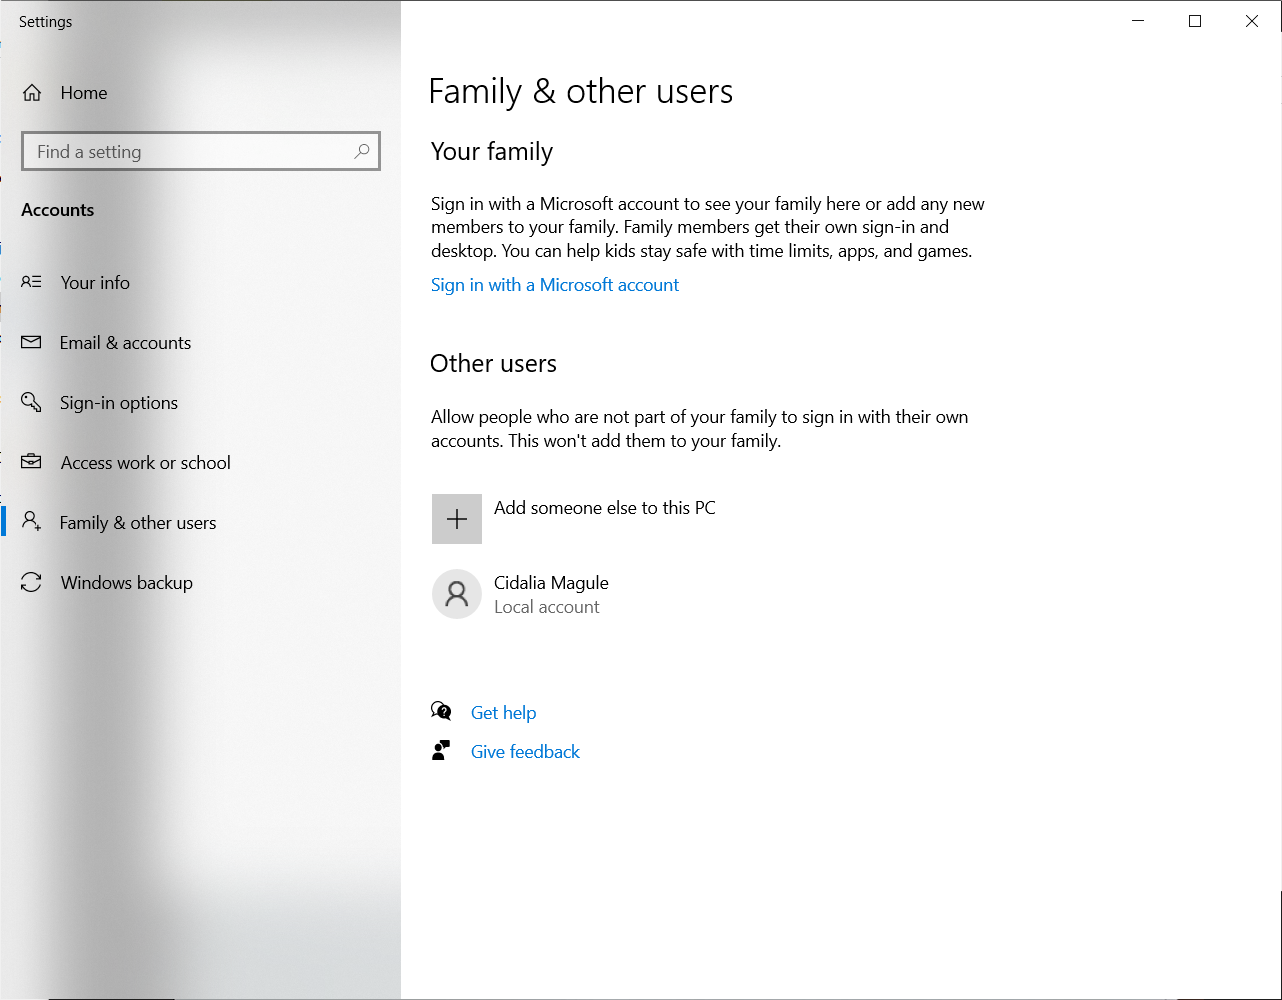 Settings
Home
Find a setting
Accounts
Your info
Email & accounts
Sign-in options
Access work or school
Family & other users
Windows backup
Family & other users
Your family
Sign in with a Microsoft account to see your family here or add any new
members to your family. Family members get their own sign-in and
desktop. You can help kids stay safe with time limits, apps, and games.
Sign in with a Microsoft account
Other users
Allow people who are not part of your family to sign in with their own
accounts. This won't add them to your family.
Add someone else to this PC
Cidalia Magule
Local account
Get help
Give feedback